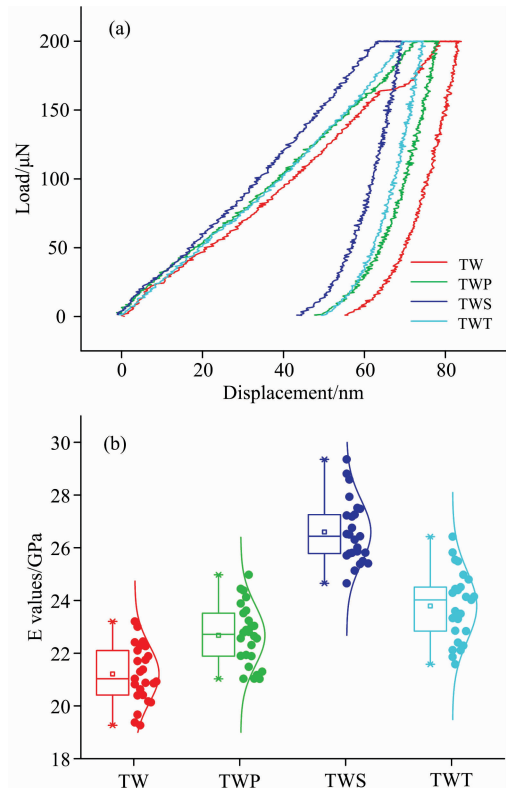 (a)
200
150
100
50
0
Load/μN
TW
TWP
TWS
TWT
0 20 40 60 80
Displacement/nm
(b)
30
28
26
24
22
20
18
E values/GPa
TW TWP TWS TWT